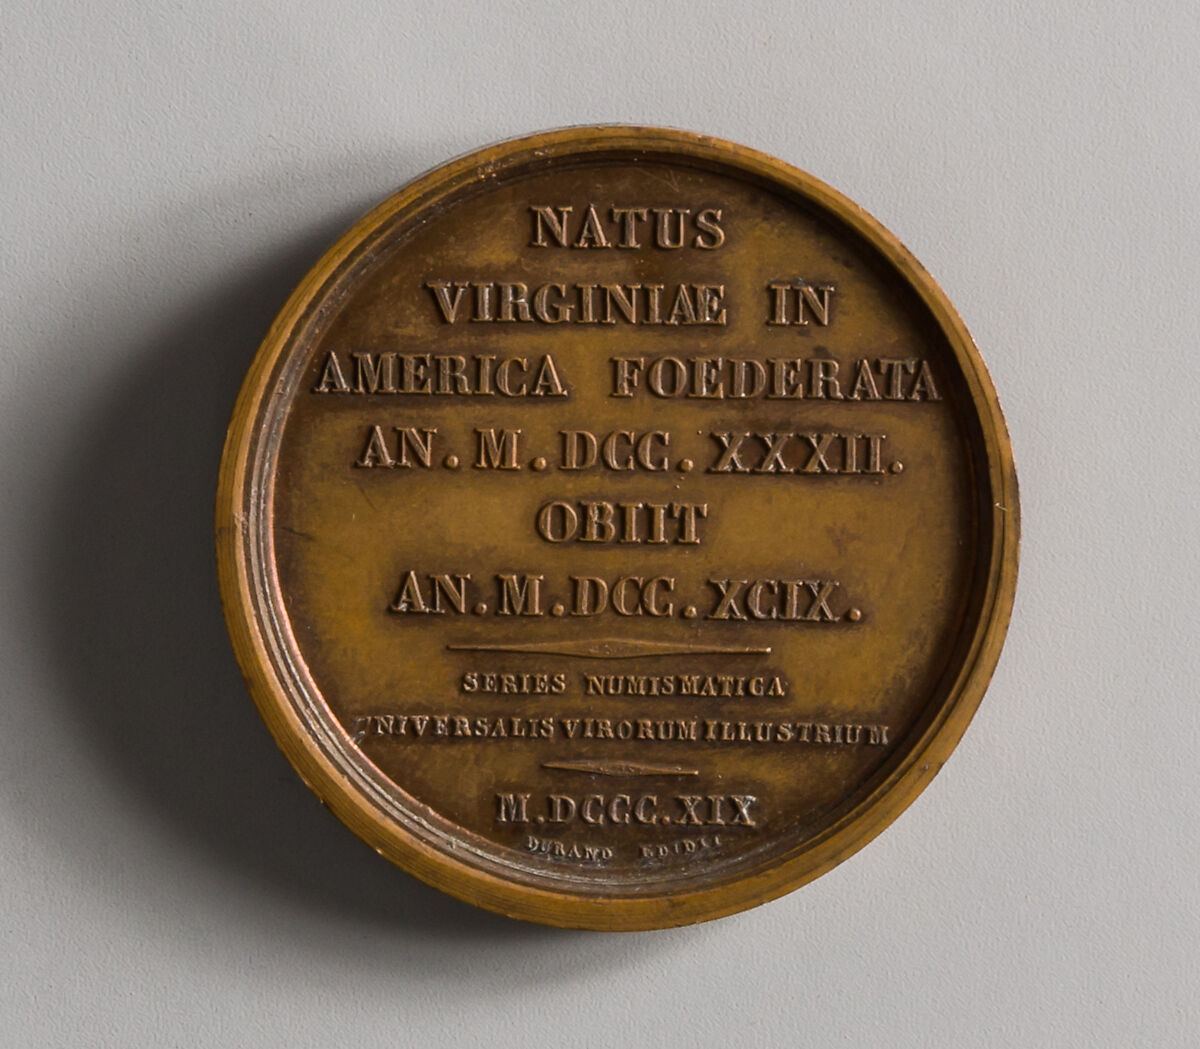 NATUS
VIRGINIÆ IN
AMERICA FOEDERATA
AN. M. DCC. XXXII.
OBIIT
AN. M. DCC. XCIX.
SERIES NUMISMATICA
UNIVERSALIS VIRORUM ILLUSTRIUM
M.DCCC.XIX
DURAND EDIDIT